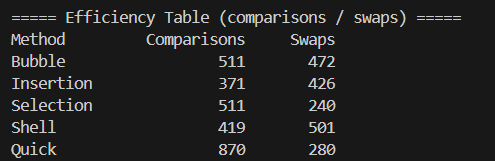 ===== Efficiency Table (comparisons / swaps) =====
Method Comparisons Swaps
Bubble 511 472
Insertion 371 426
Selection 511 240
Shell 419 501
Quick 870 280